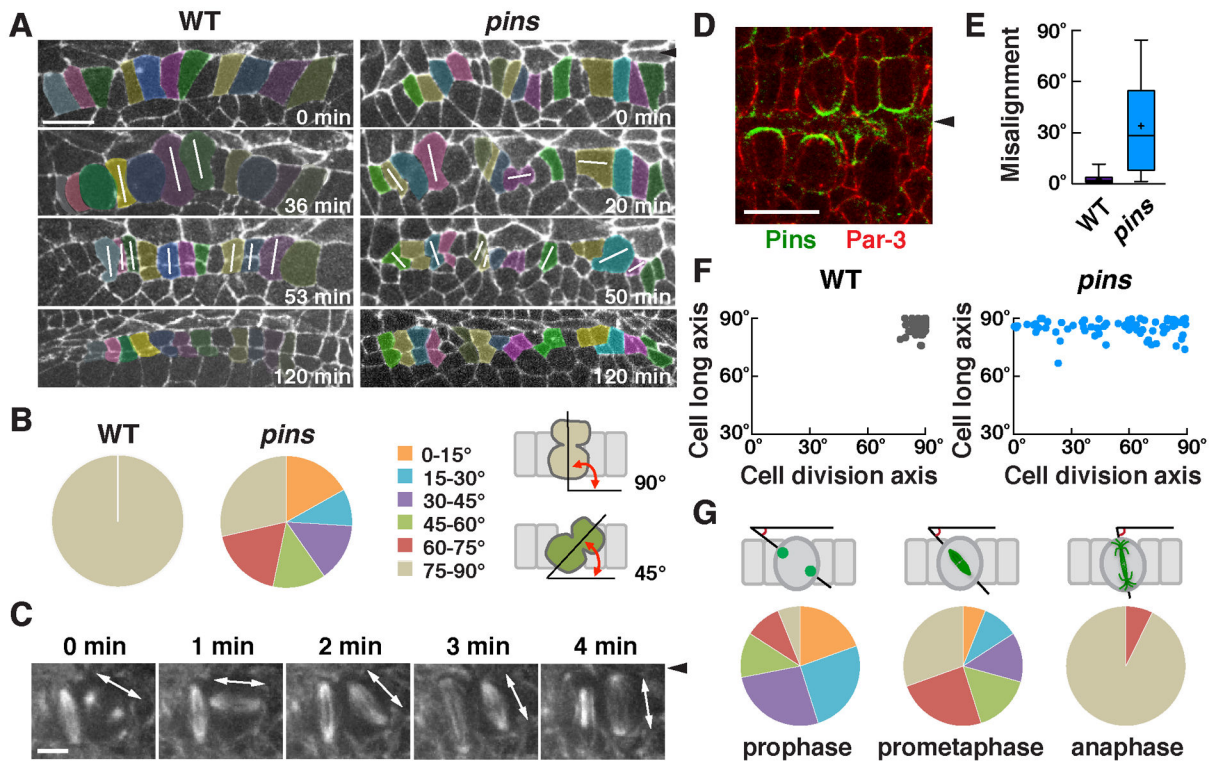 A
WT
pins
0 min
0 min
36 min
20 min
53 min
50 min
120 min
120 min
B
WT
pins
0-15°
15-30°
30-45°
45-60°
60-75°
75-90°
90°
45°
C
0 min
1 min
2 min
3 min
4 min
D
Pins
Par-3
E
Misalignment
90°
60°
30°
0°
WT
pins
F
WT
pins
Cell long axis
90°
60°
30°
0°
30°
60°
90°
Cell division axis
Cell long axis
90°
60°
30°
0°
30°
60°
90°
Cell division axis
G
prophase
prometaphase
anaphase